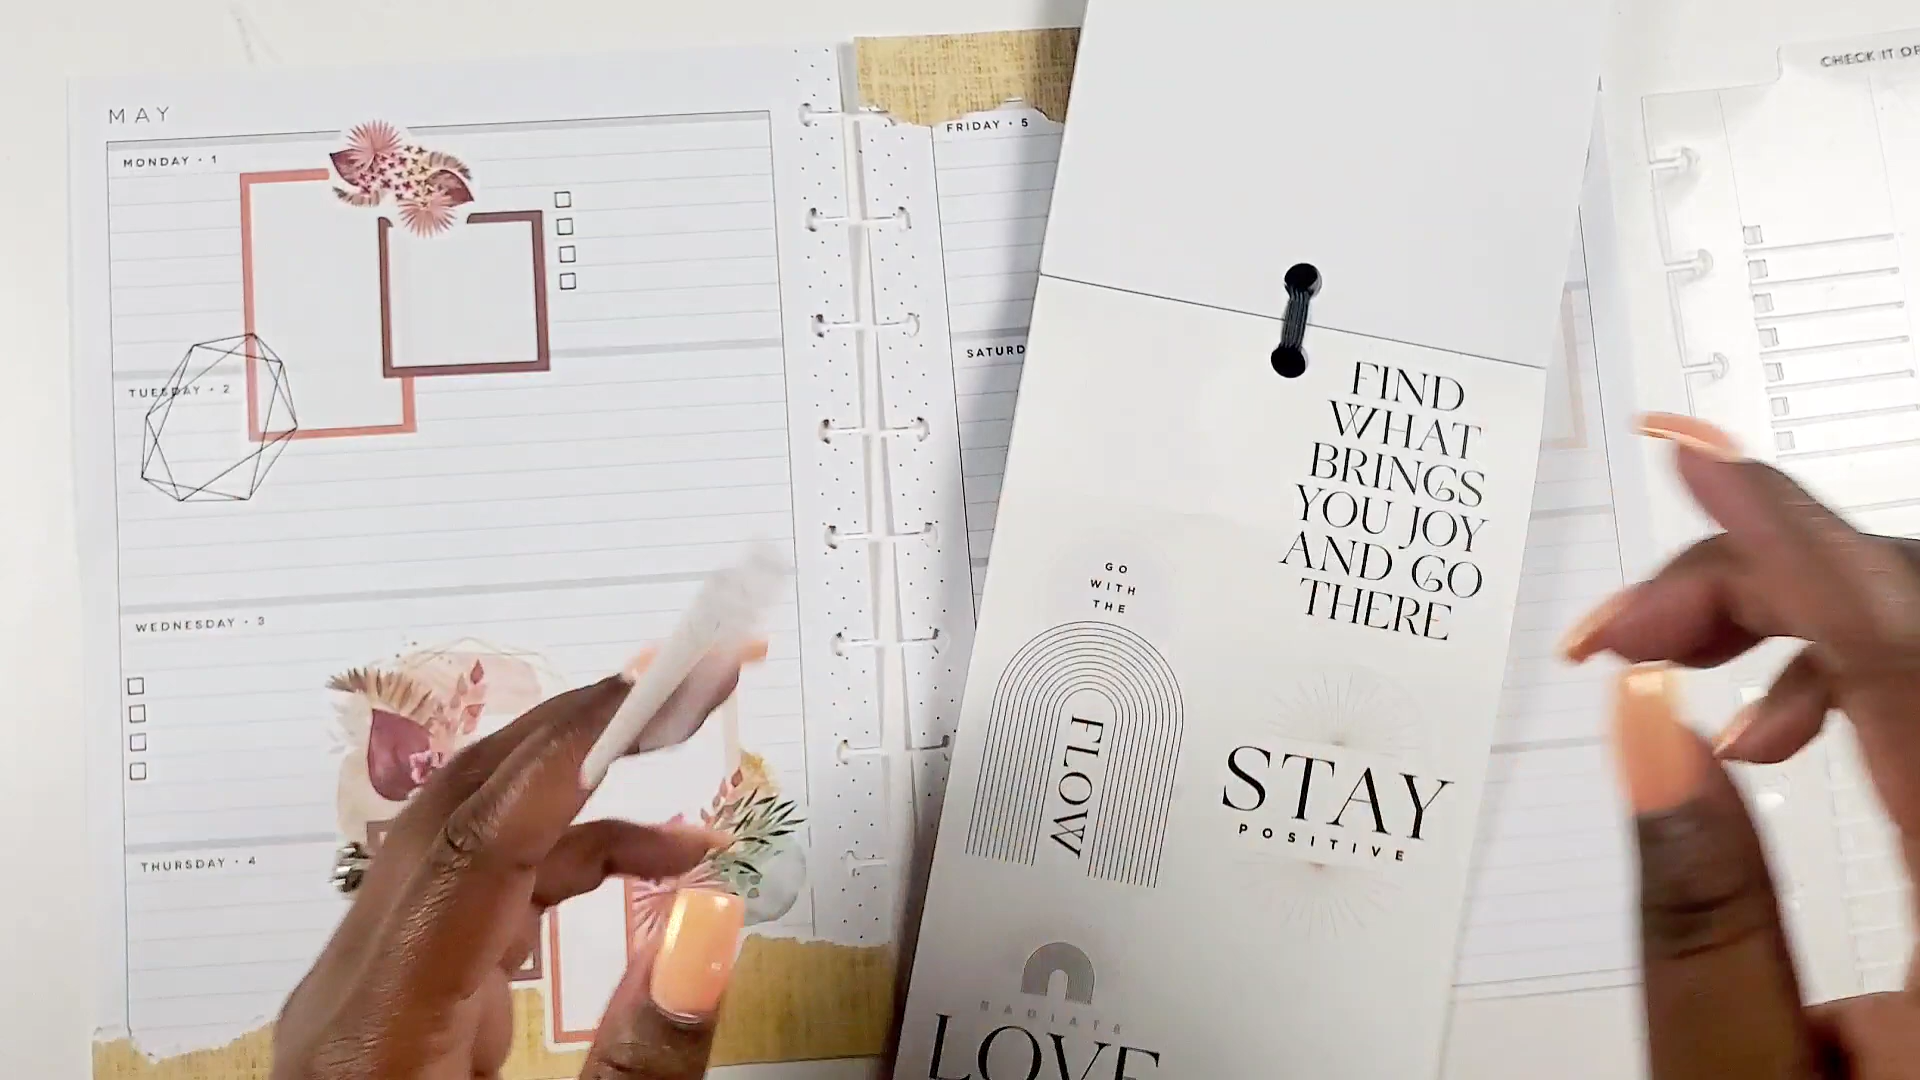 MAY
MONDAY · 1
TUESDAY · 2
WEDNESDAY · 3
THURSDAY · 4
FRIDAY · 5
SATURD
FIND
WHAT
BRINGS
YOU JOY
AND GO
THERE
GO
WITH
THE
FLOW
STAY
POSITIVE
RADIATE
LOVE
CHECK IT OF